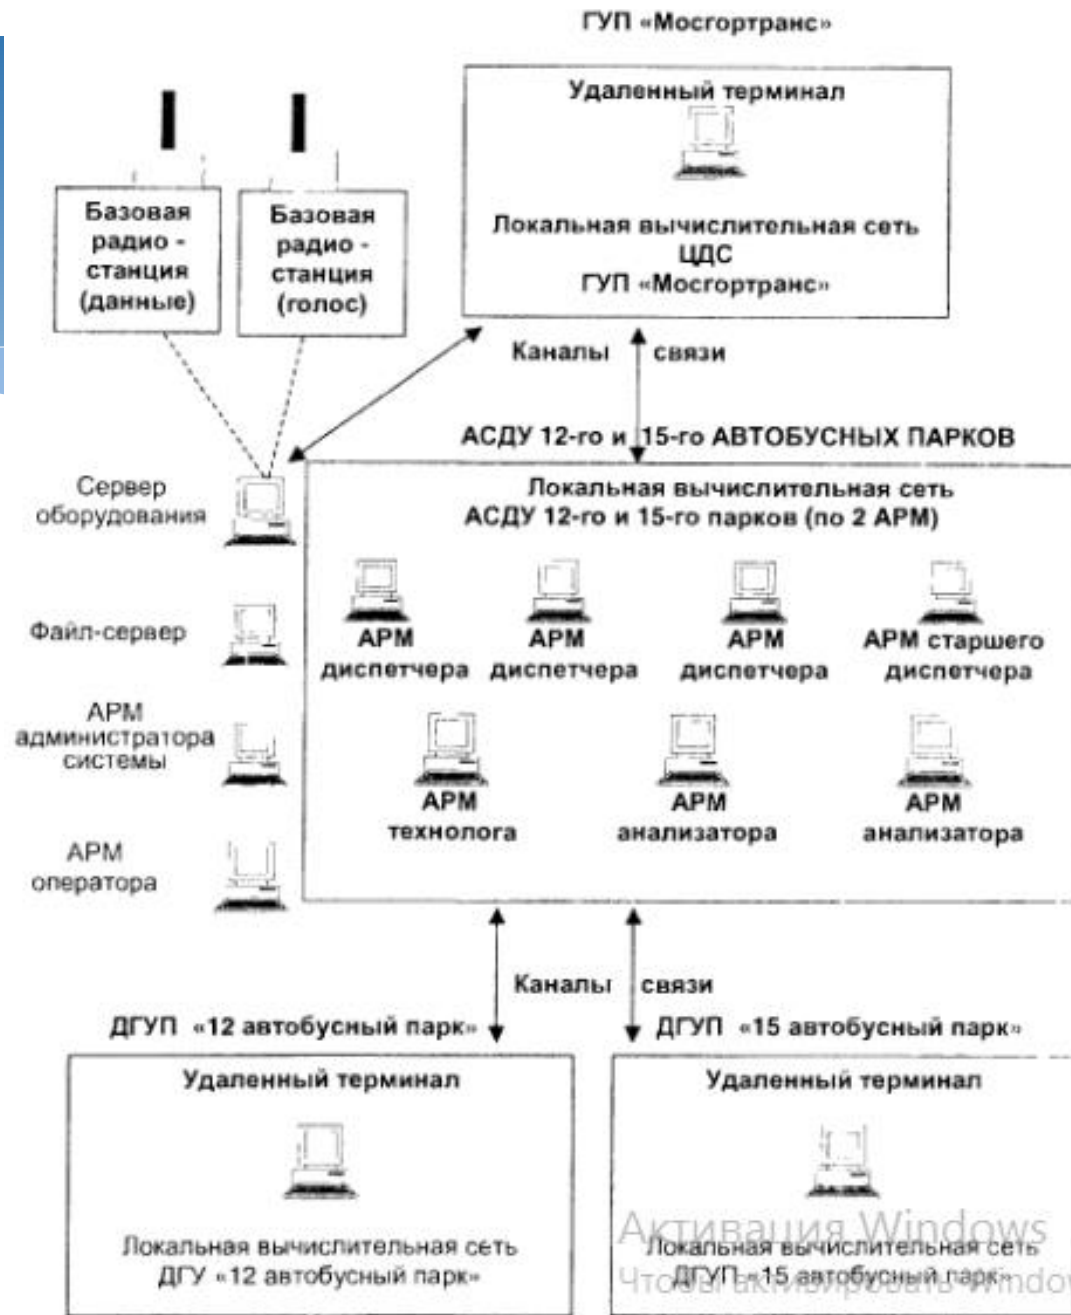 ГУП «Мосгортранс»
Удаленный терминал
Локальная вычислительная сеть
ЦДС
ГУП «Мосгортранс»
Базовая
радио -
станция
(данные)
Базовая
радио -
станция
(голос)
Каналы связи
АСДУ 12-го и 15-го АВТОБУСНЫХ ПАРКОВ
Локальная вычислительная сеть
АСДУ 12-го и 15-го парков (по 2 АРМ)
Сервер
оборудования
Файл-сервер
АРМ
администратора
системы
АРМ
оператора
АРМ
диспетчера
АРМ
диспетчера
АРМ
диспетчера
АРМ старшего
диспетчера
АРМ
технолога
АРМ
анализатора
АРМ
анализатора
Каналы связи
ДГУП «12 автобусный парк»
ДГУП «15 автобусный парк»
Удаленный терминал
Локальная вычислительная сеть
ДГУ «12 автобусный парк»
Удаленный терминал
Локальная вычислительная сеть
ДГУП «15 автобусный парк»
Активация Windows
Чтобы активировать Windo